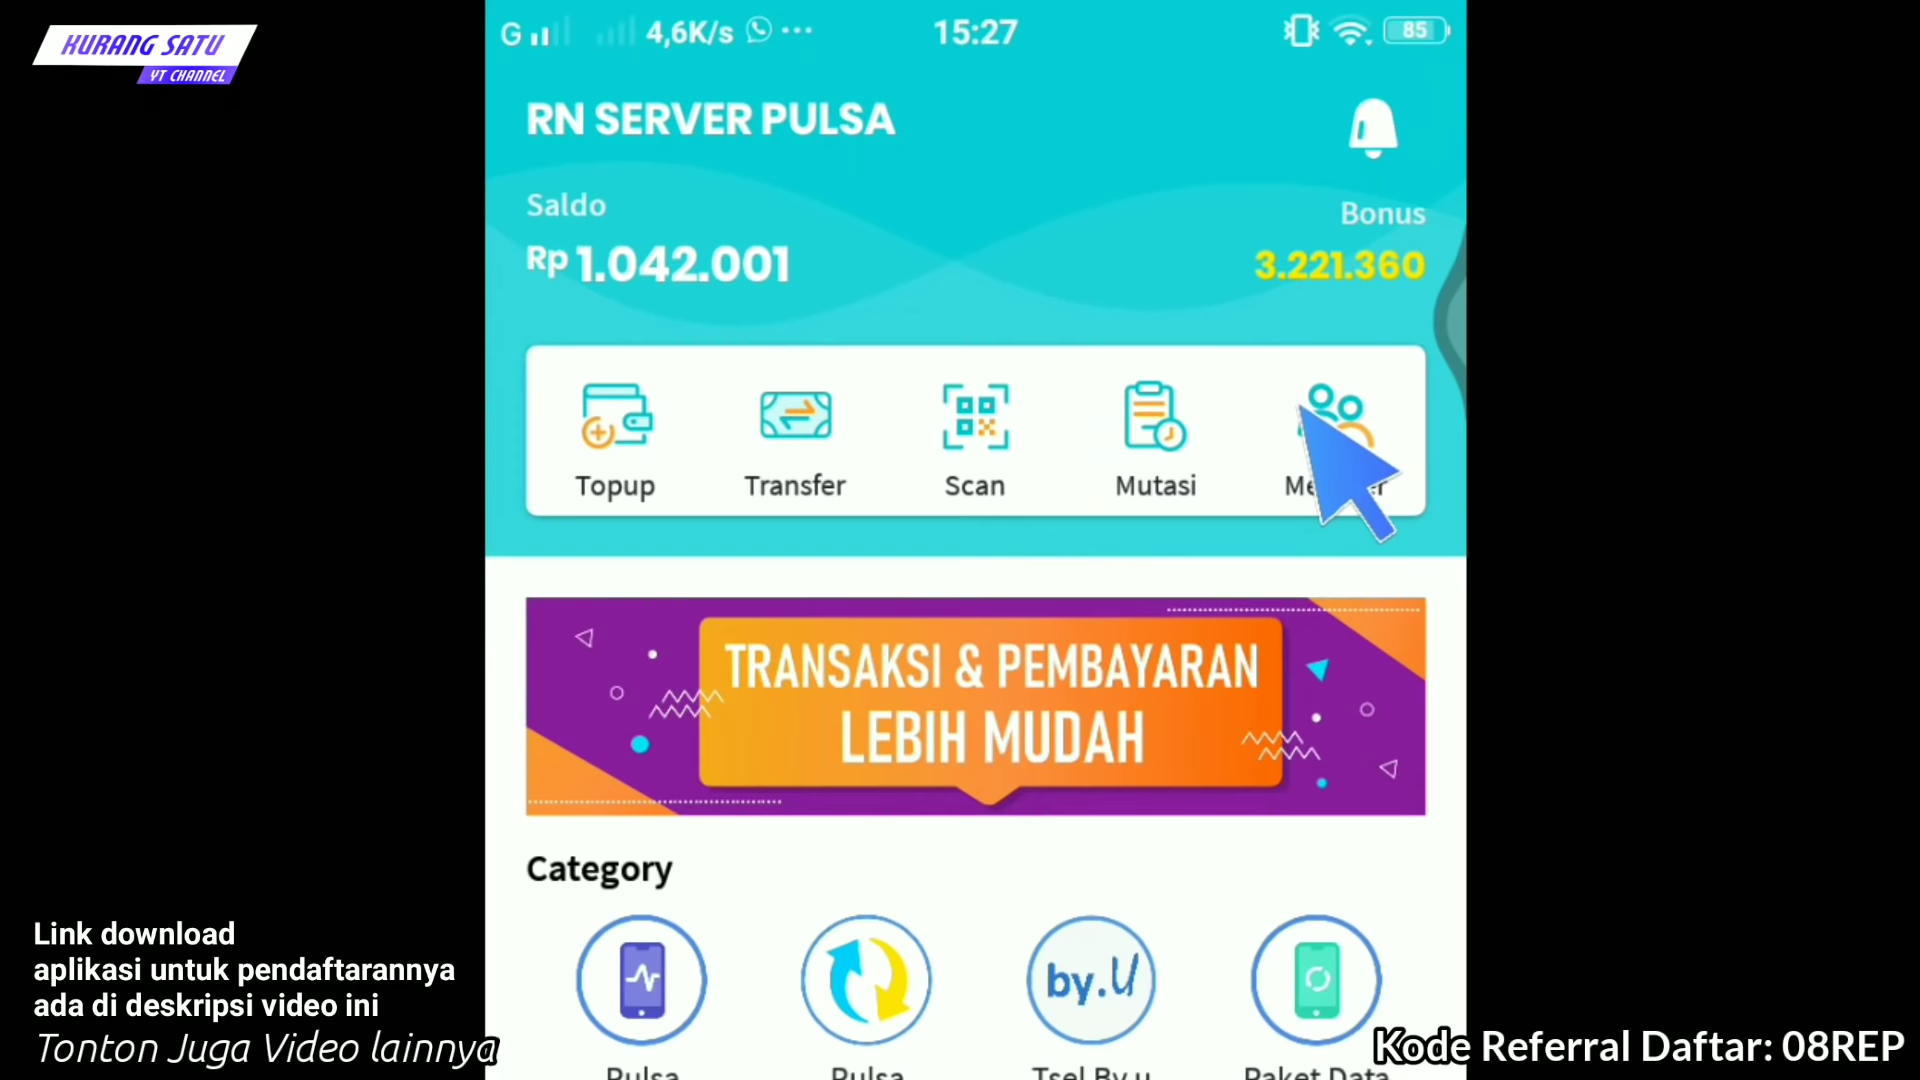 KURANG SATU
YT CHANNEL
G 4,6K/s ... 15:27 85
RN SERVER PULSA
Saldo
Bonus
Rp 1.042.001
3.221.360
Topup Transfer Scan Mutasi
TRANSAKSI & PEMBAYARAN
LEBIH MUDAH
Category
by.U
Pulsa Pulsa Tsel By.u Paket Data
Link download
aplikasi untuk pendaftarannya
ada di deskripsi video ini
Tonton Juga Video lainnya
Kode Referral Daftar: 08REP